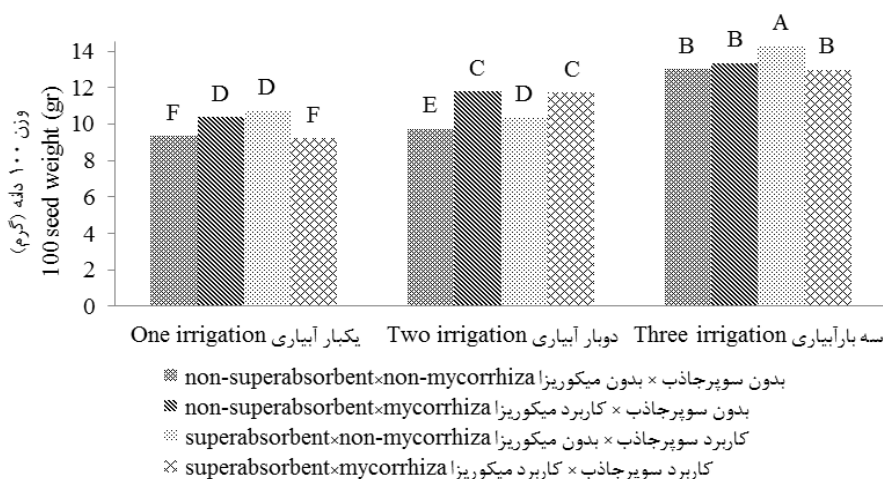 وزن ۱۰۰ دانه (گرم)
100 seed weight (gr)
14
12
10
8
6
4
2
0
F D D F
E C D C
B B A B
One irrigation یکبار آبیاری
Two irrigation دوبار آبیاری
Three irrigation سه بارآبیاری
non-superabsorbent×non-mycorrhiza بدون سوپرجاذب × بدون میکوریزا
non-superabsorbent×mycorrhiza بدون سوپرجاذب × کاربرد میکوریزا
superabsorbent×non-mycorrhiza کاربرد سوپرجاذب × بدون میکوریزا
superabsorbent×mycorrhiza کاربرد سوپرجاذب × کاربرد میکوریزا